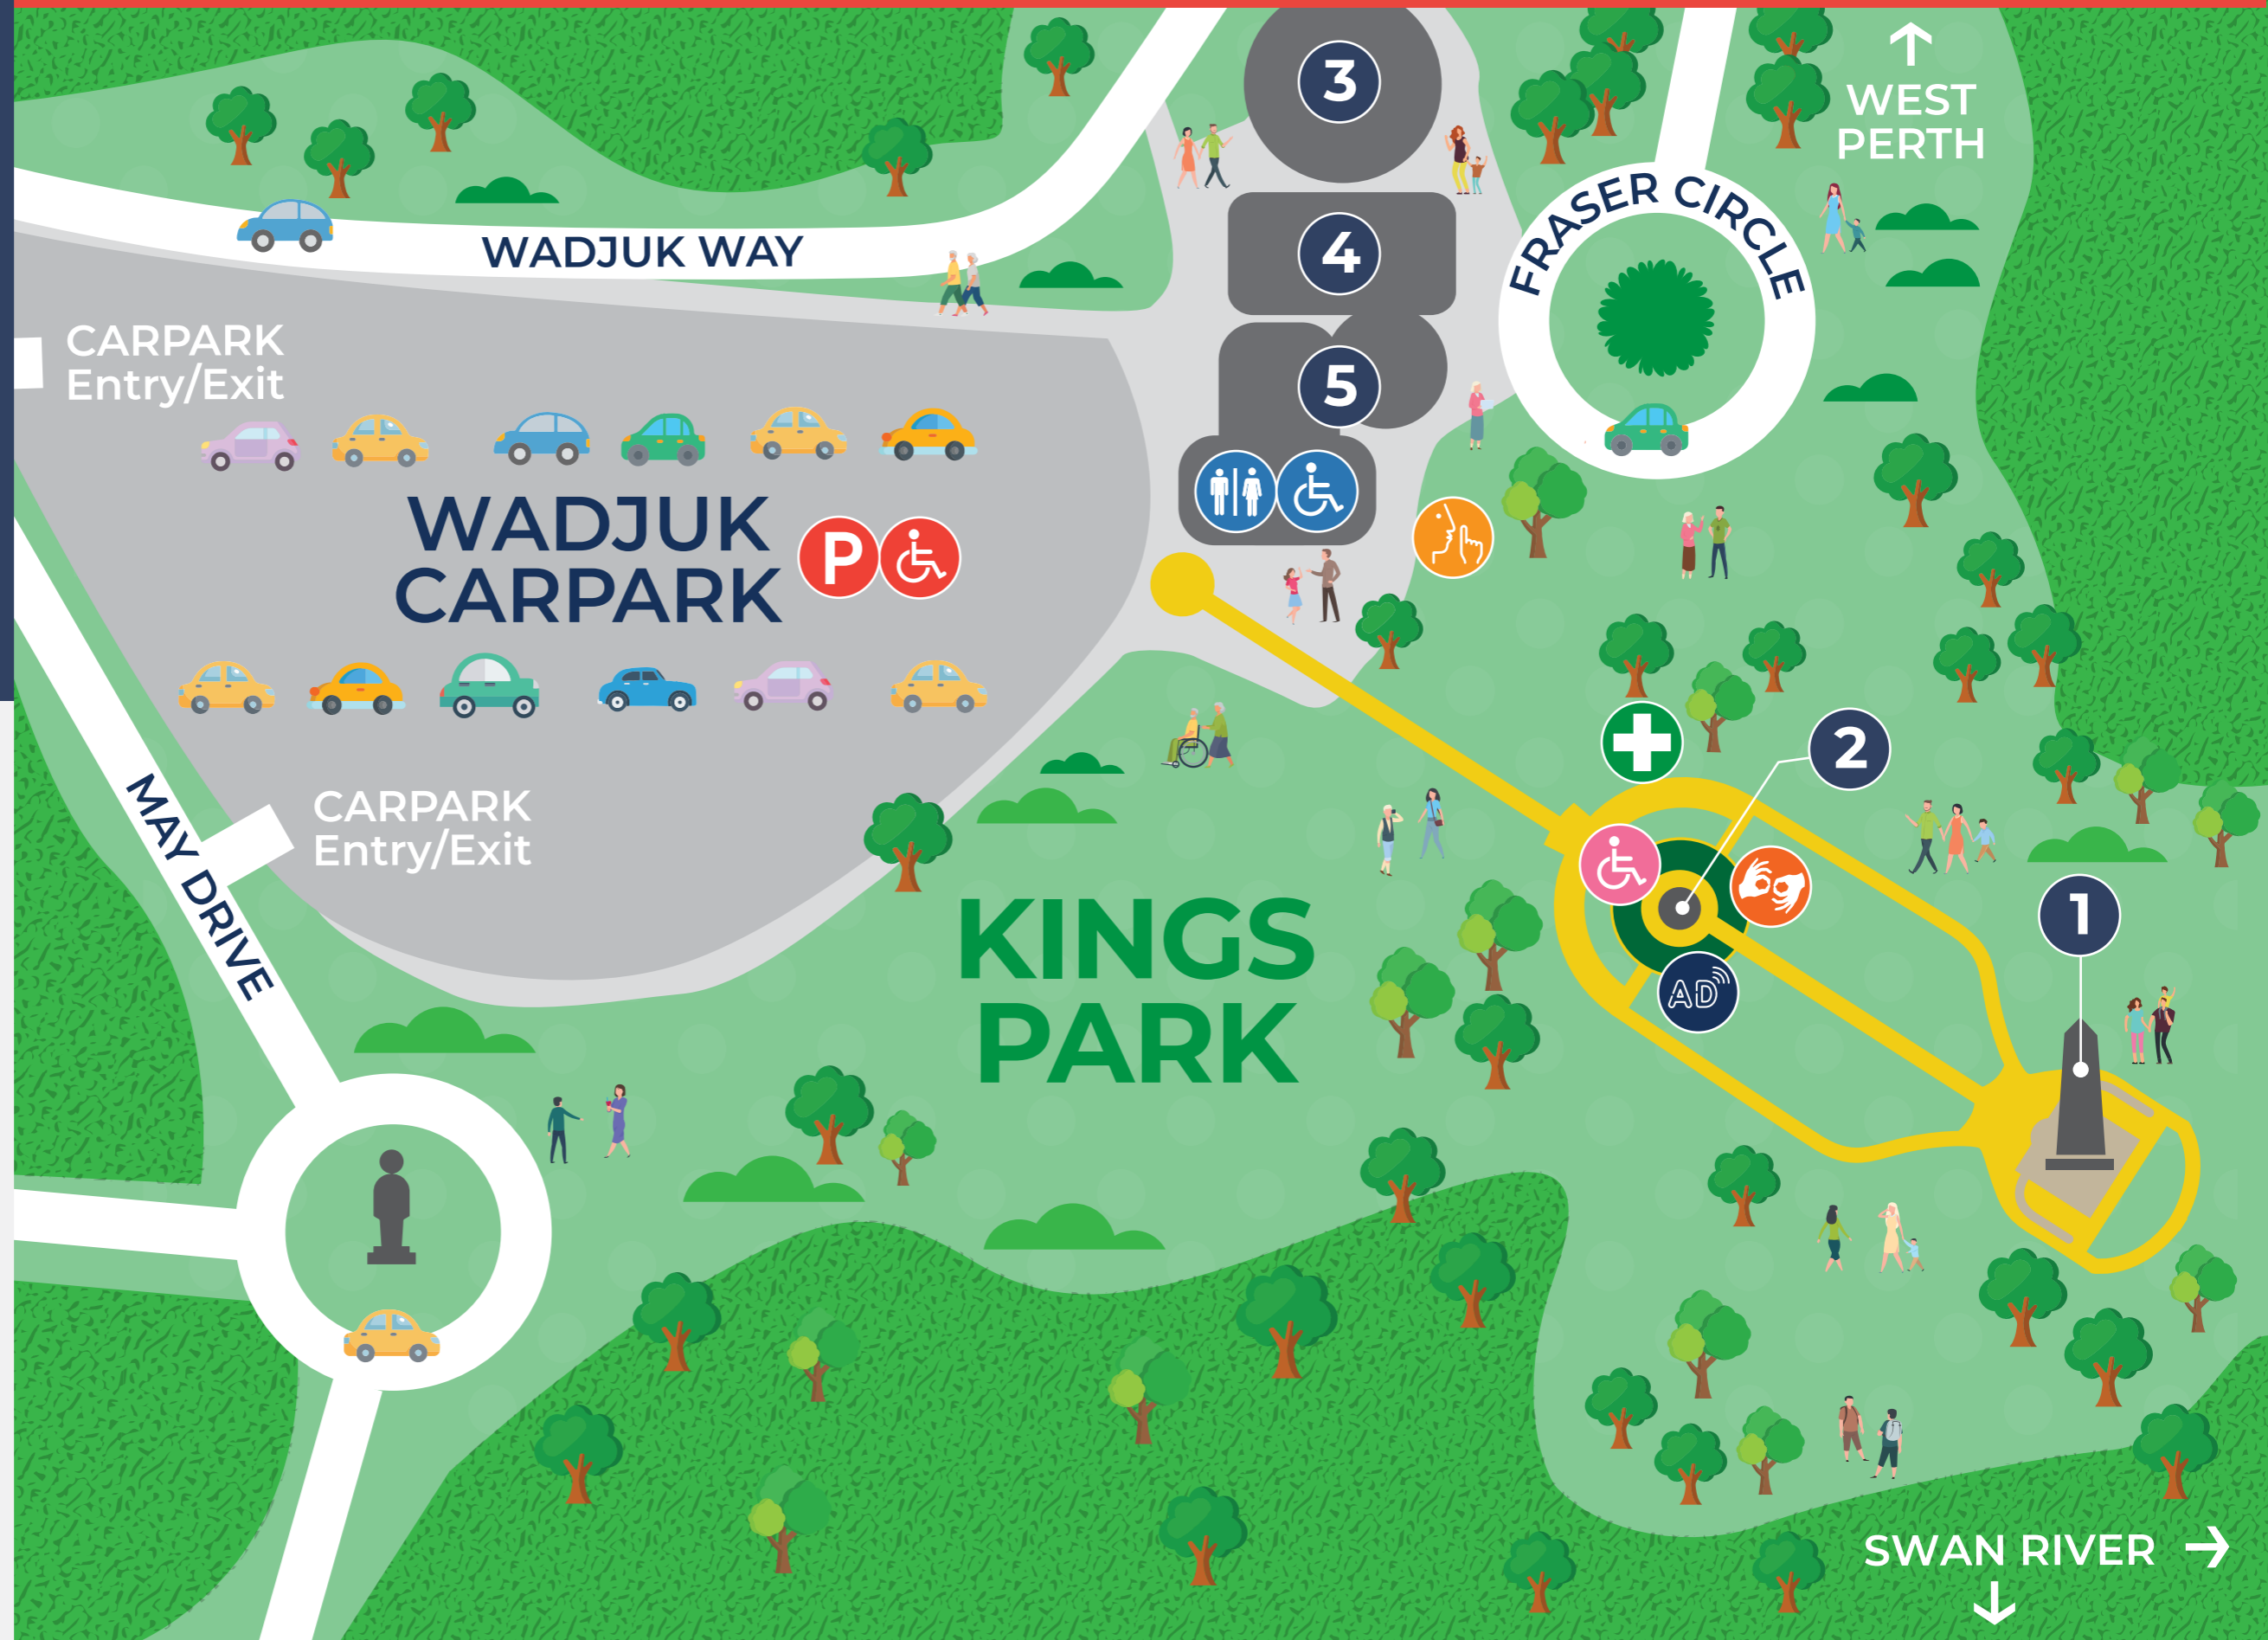 3
WEST
PERTH
FRASER CIRCLE
WADJUK WAY
4
CARPARK
Entry/Exit
5
WADJUK
CARPARK
P
2
MAY DRIVE
CARPARK
Entry/Exit
1
KINGS
PARK
AD
SWAN RIVER